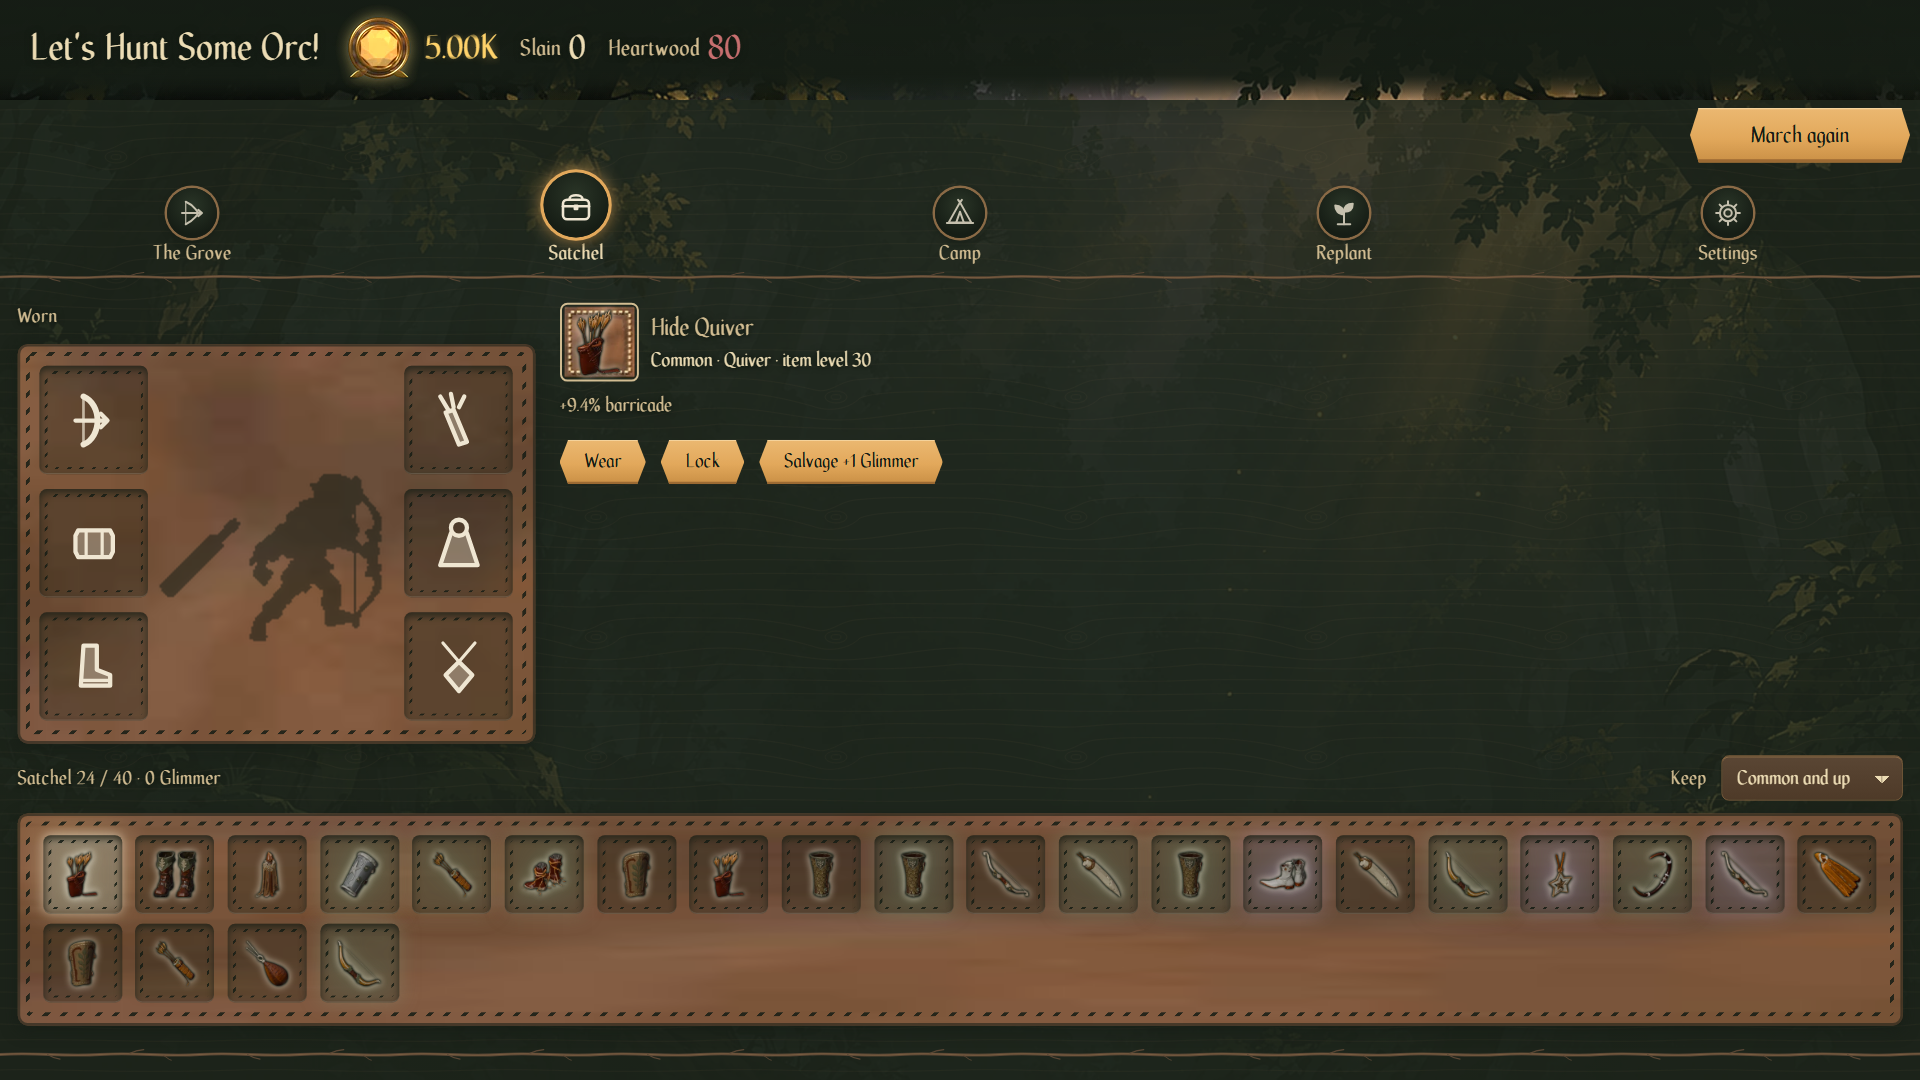 Let's Hunt Some Orc!
5.00K
Slain 0
Heartwood 80
March again
The Grove
Satchel
Camp
Replant
Settings
Worn
Hide Quiver
Common · Quiver · item level 30
+9.4% barricade
Wear
Lock
Salvage +1 Glimmer
Satchel 24 / 40 · 0 Glimmer
Keep
Common and up